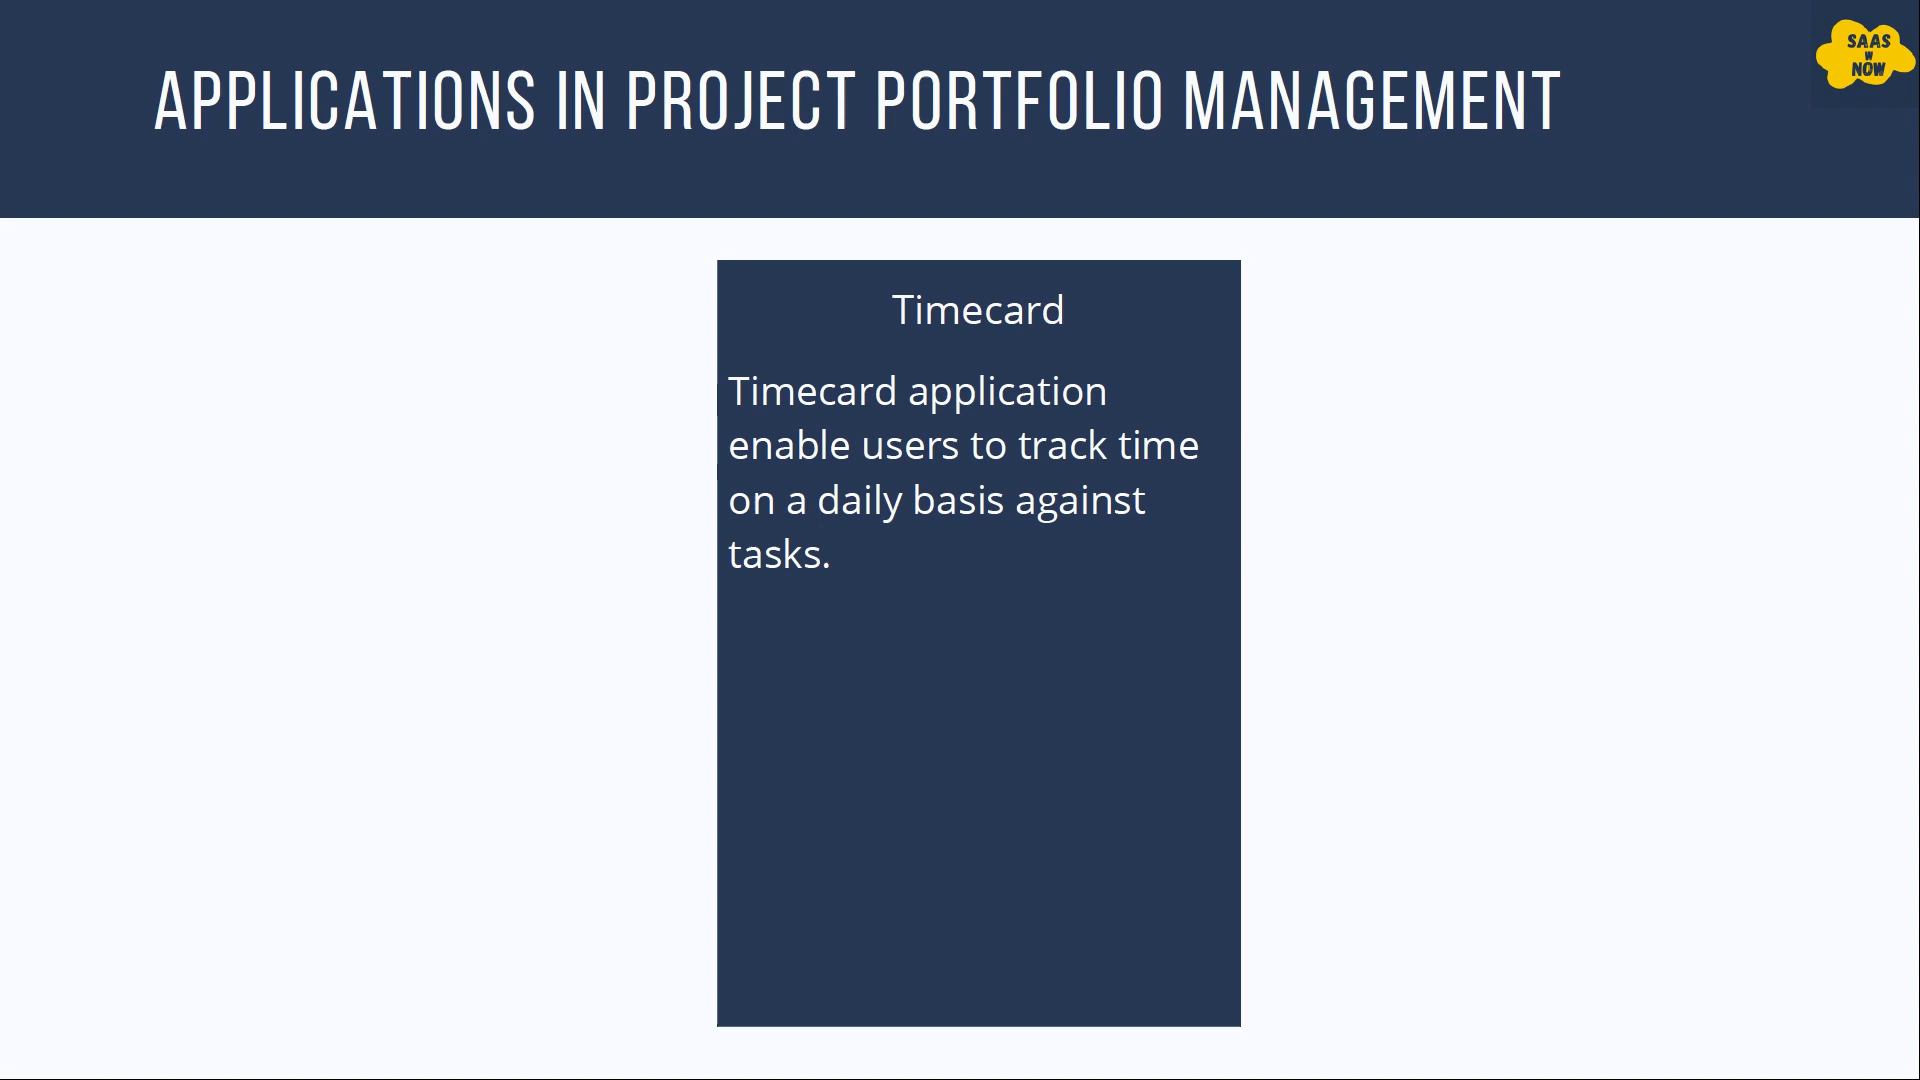 APPLICATIONS IN PROJECT PORTFOLIO MANAGEMENT
SAAS
W
NOW
Timecard
Timecard application
enable users to track time
on a daily basis against
tasks.